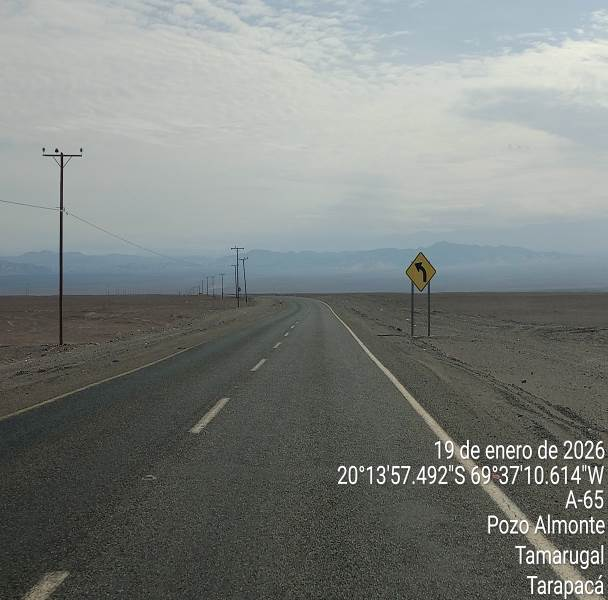 19 de enero de 2026
20°13'57.492"S 69°37'10.614"W
A-65
Pozo Almonte
Tamarugal
Tarapacá